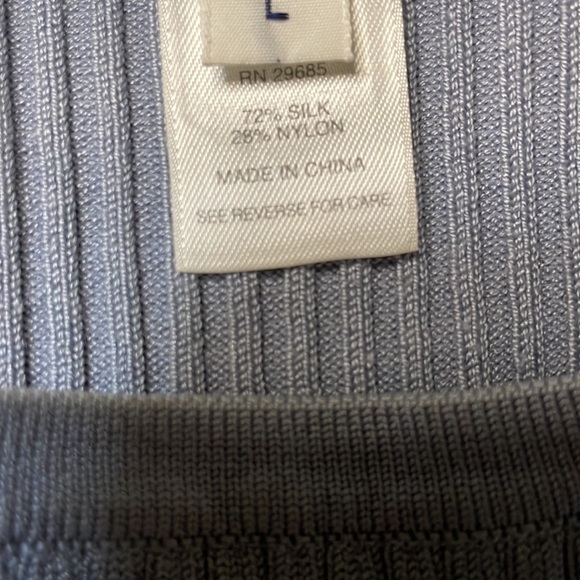 L
RN 29685
72% SILK
28% NYLON
MADE IN CHINA
SEE REVERSE FOR CARE